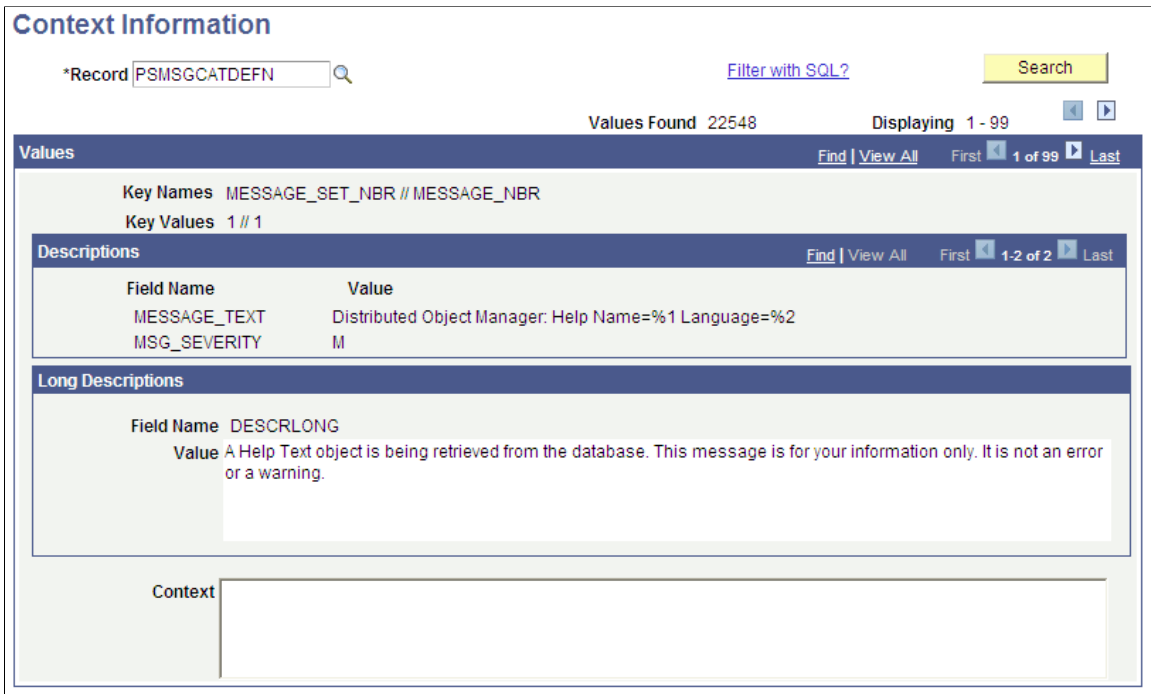 Context Information
*Record PSMSGCATDEFN Filter with SQL? Search
Values Found 22548 Displaying 1 - 99
Values Find | View All First 1 of 99 Last
Key Names MESSAGE_SET_NBR // MESSAGE_NBR
Key Values 1 // 1
Descriptions Find | View All First 1-2 of 2 Last
Field Name Value
MESSAGE_TEXT Distributed Object Manager: Help Name=%1 Language=%2
MSG_SEVERITY M
Long Descriptions
Field Name DESCRLONG
Value A Help Text object is being retrieved from the database. This message is for your information only. It is not an error
or a warning.
Context